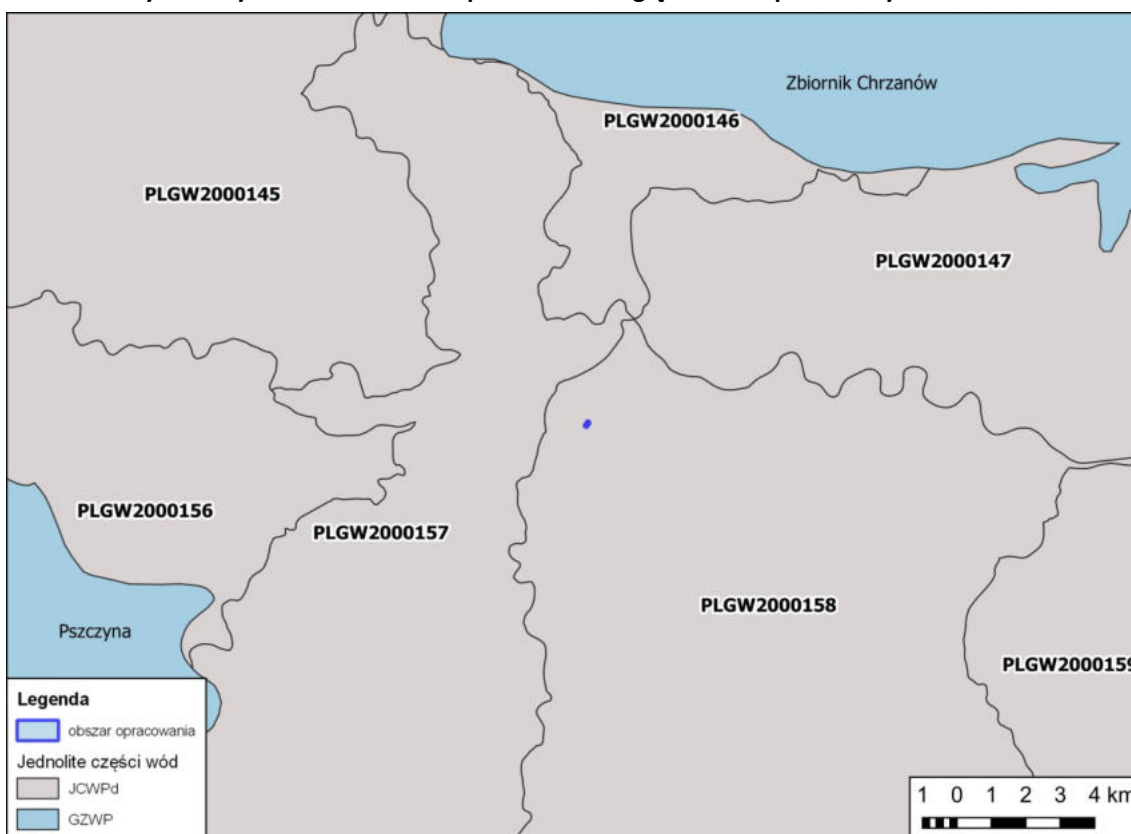 Zbiornik Chrzanów
PLGW2000146
PLGW2000145
PLGW2000147
PLGW2000156
PLGW2000157
PLGW2000158
Pszczyna
PLGW2000159
Legenda
obszar opracowania
Jednolite części wód
JCWPd
GZWP
1 0 1 2 3 4 km